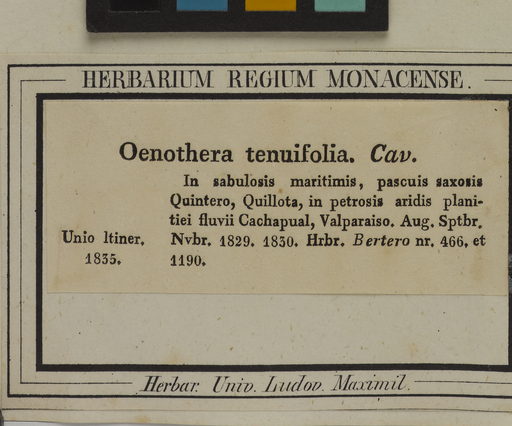 HERBARIUM REGIUM MONACENSE.
Oenothera tenuifolia. Cav.
In sabulosis maritimis, pascuis saxosis
Quintero, Quillota, in petrosis aridis plani-
tiei fluvii Cachapual, Valparaiso. Aug. Sptbr.
Unio Itiner. Nvbr. 1829. 1830. Hrbr. Bertero nr. 466. et
1835. 1190.
Herbar. Univ. Ludov. Maximil.